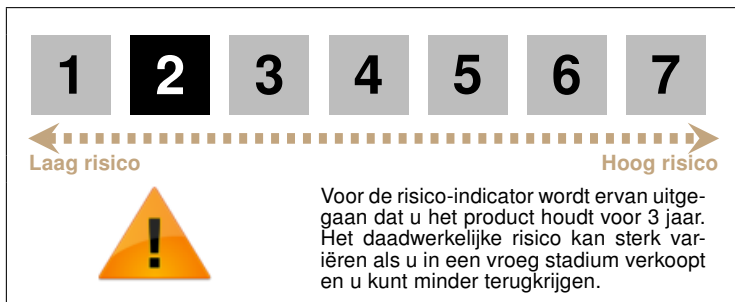 1 2 3 4 5 6 7
Laag risico Hoog risico
!
Voor de risico-indicator wordt ervan uitge-
gaan dat u het product houdt voor 3 jaar.
Het daadwerkelijke risico kan sterk var-
iëren als u in een vroeg stadium verkoopt
en u kunt minder terugkrijgen.